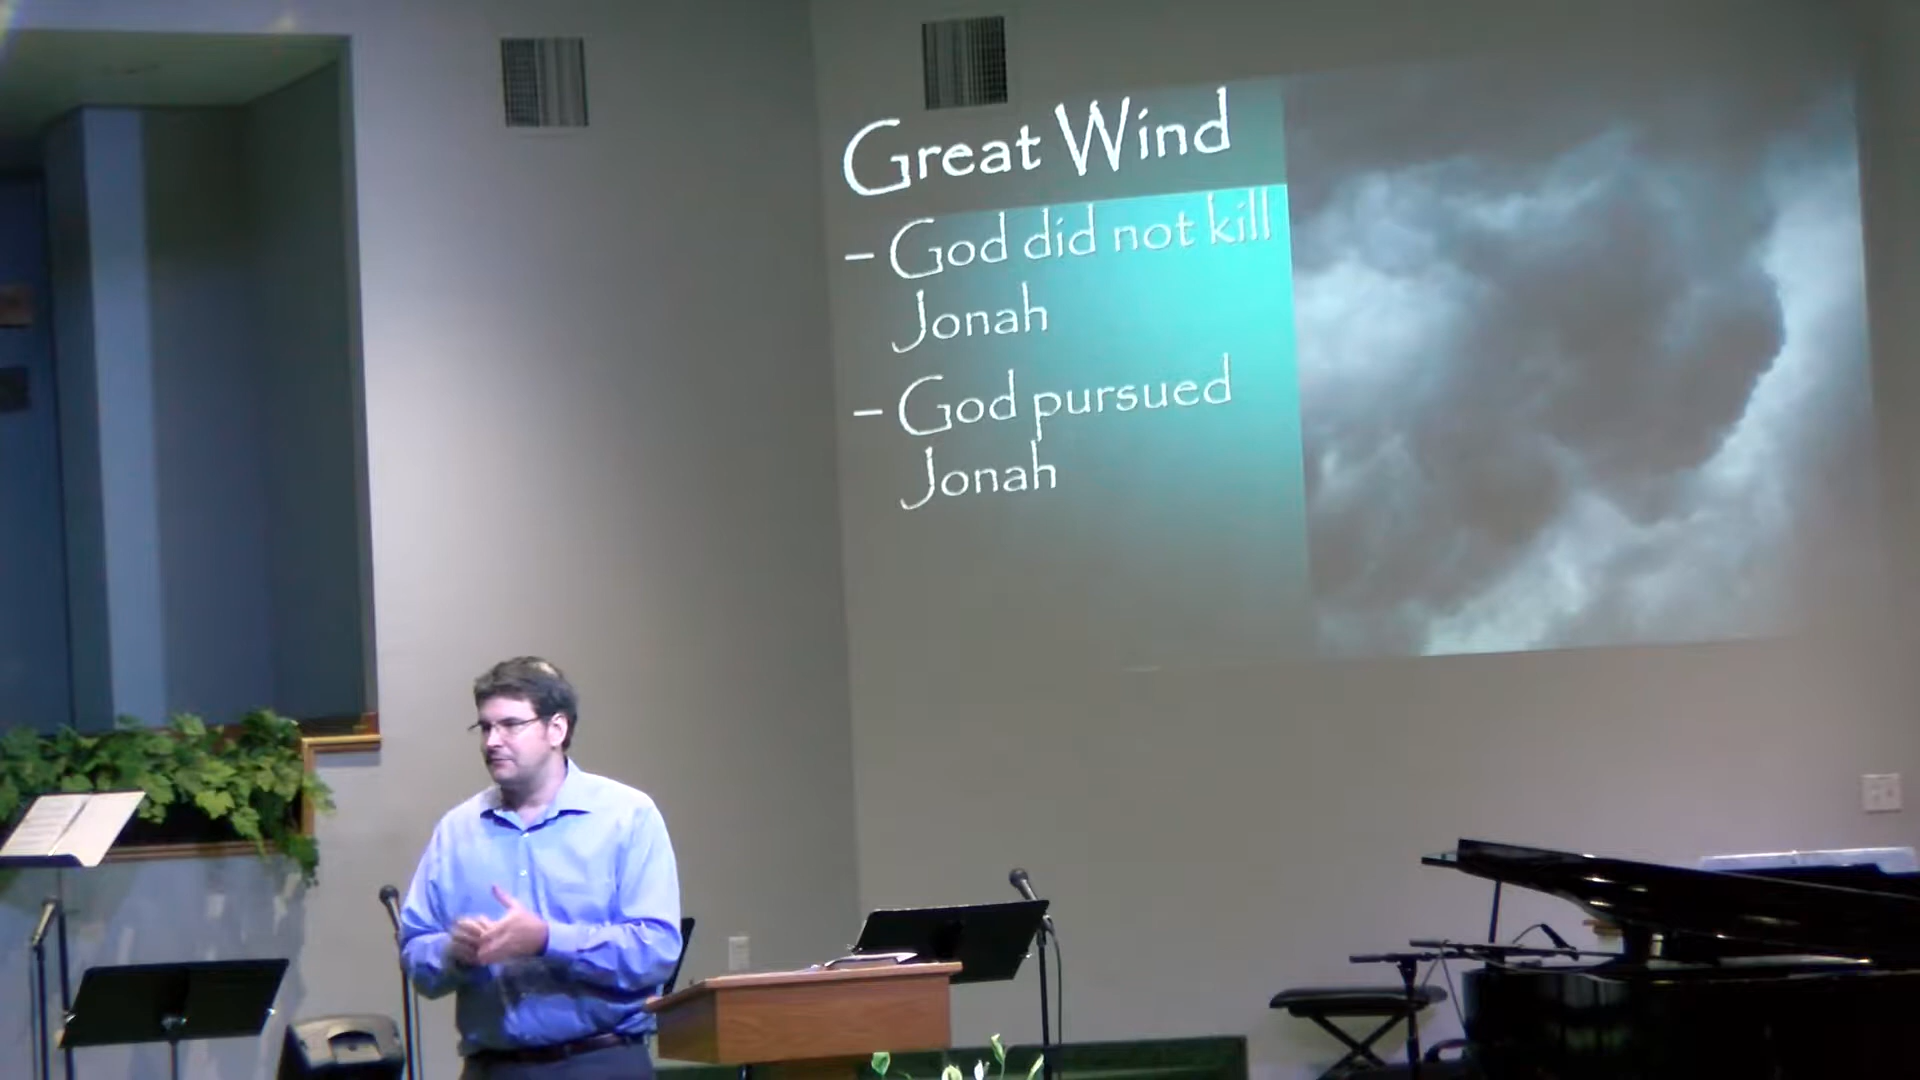 Great Wind
– God did not kill
Jonah
– God pursued
Jonah